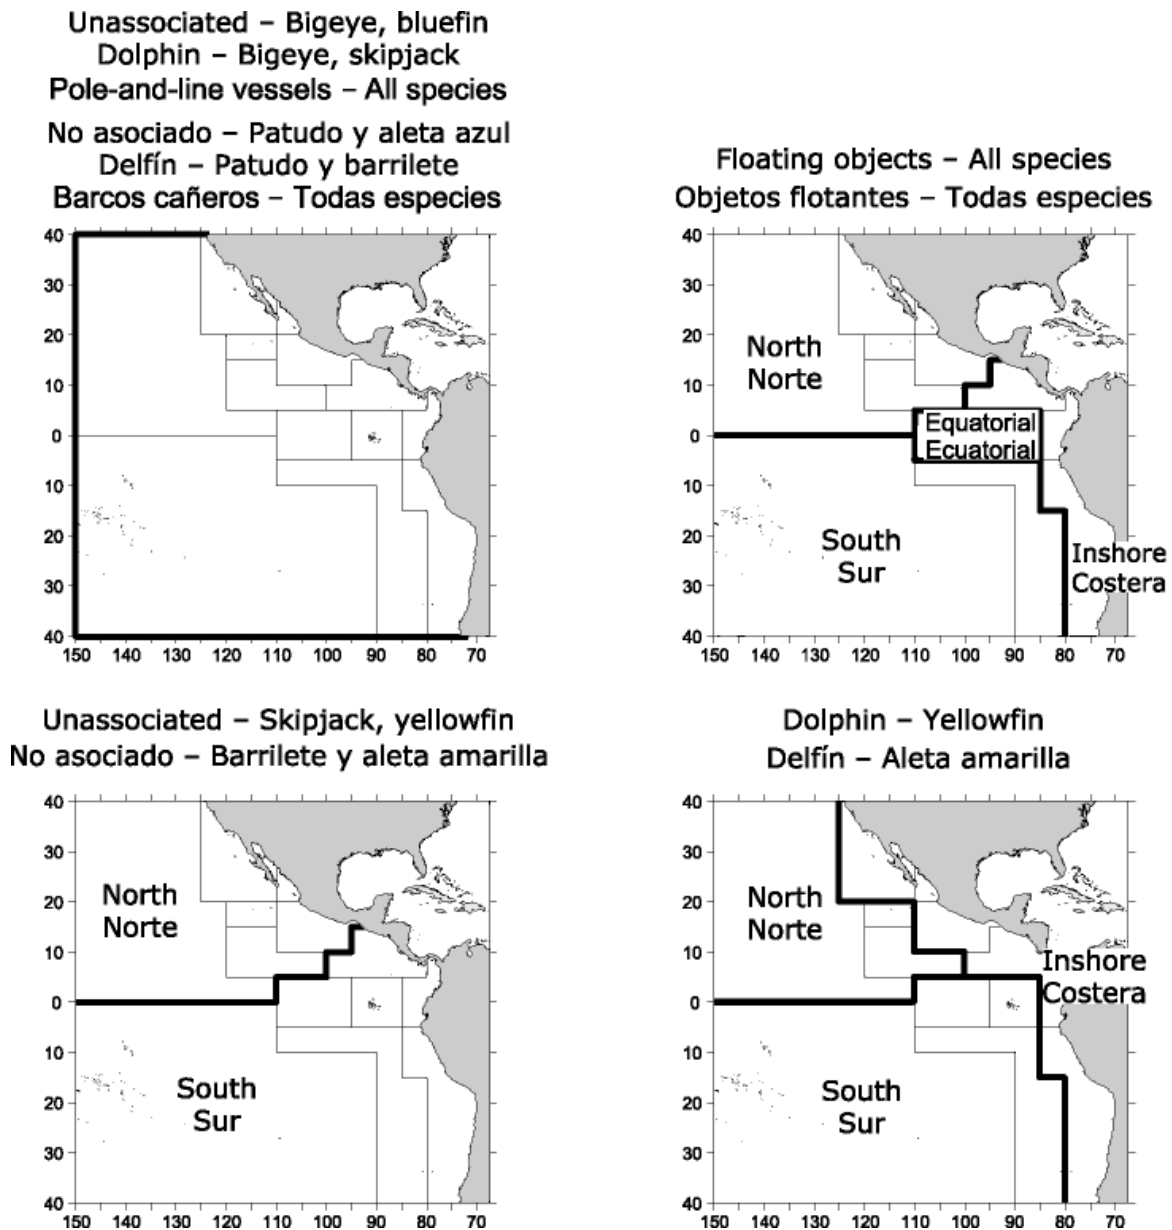 Unassociated – Bigeye, bluefin
Dolphin – Bigeye, skipjack
Pole-and-line vessels – All species
No asociado – Patudo y aleta azul
Delfín – Patudo y barrilete
Barcos cañeros – Todas especies
40
30
20
10
0
10
20
30
40
150 140 130 120 110 100 90 80 70
Floating objects – All species
Objetos flotantes – Todas especies
40
30
20
10
0
10
20
30
40
North
Norte
Equatorial
Ecuatorial
South
Sur
Inshore
Costera
150 140 130 120 110 100 90 80 70
Unassociated – Skipjack, yellowfin
No asociado – Barrilete y aleta amarilla
40
30
20
10
0
10
20
30
40
North
Norte
South
Sur
150 140 130 120 110 100 90 80 70
Dolphin – Yellowfin
Delfín – Aleta amarilla
40
30
20
10
0
10
20
30
40
North
Norte
Inshore
Costera
South
Sur
150 140 130 120 110 100 90 80 70